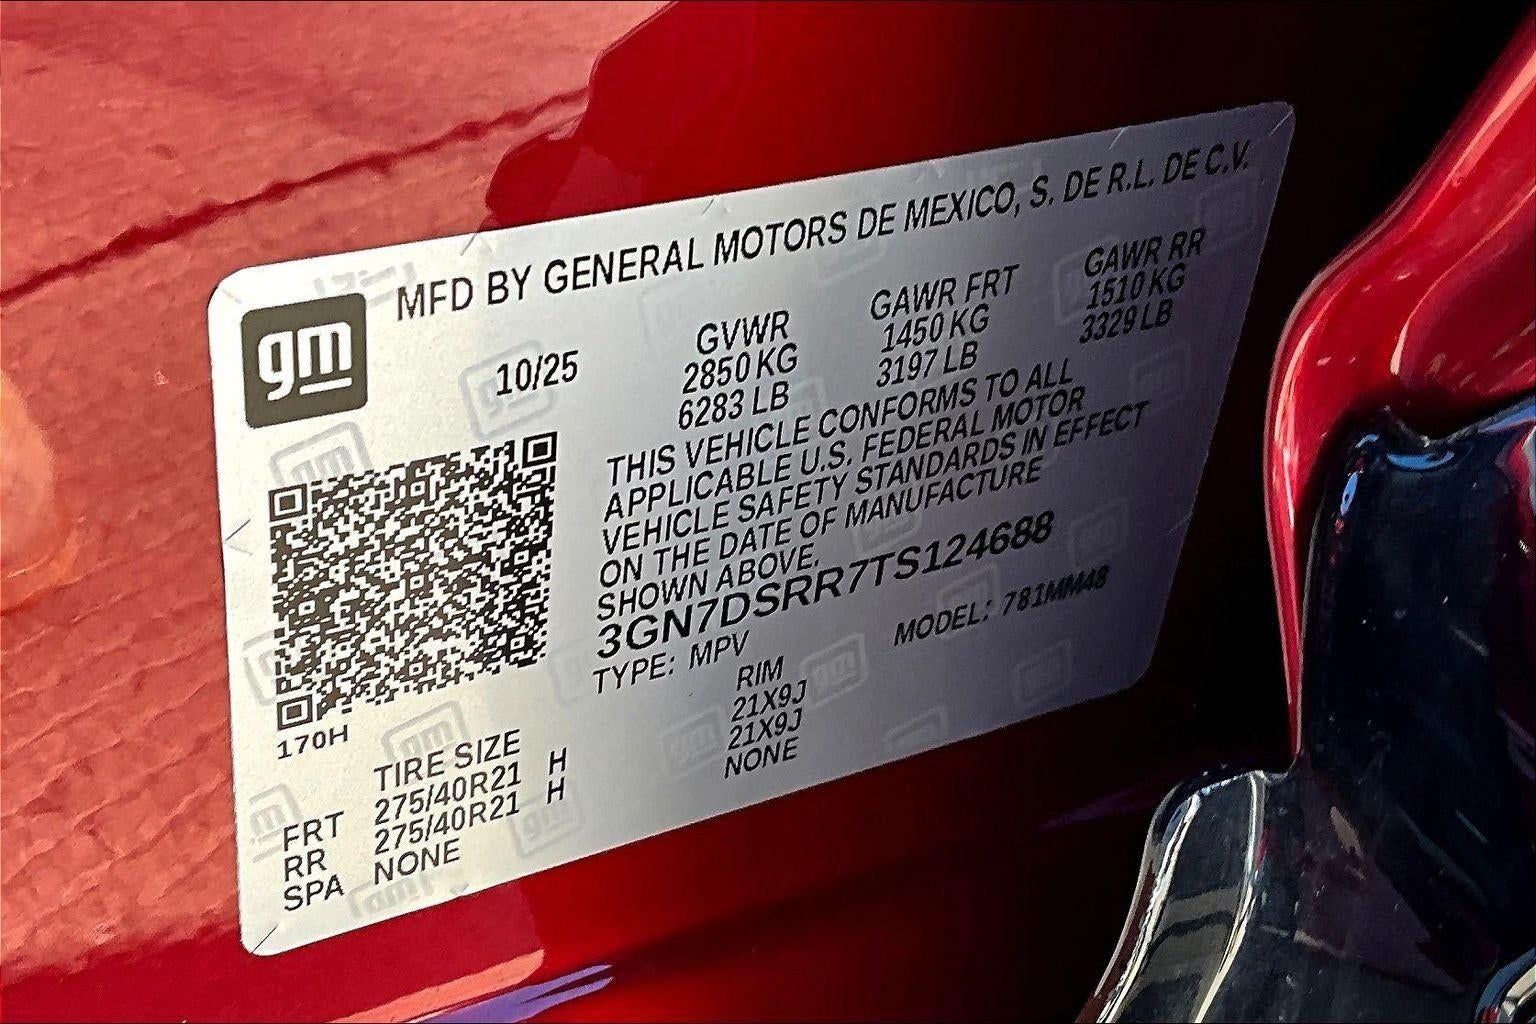 MFD BY GENERAL MOTORS DE MEXICO, S. DE R.L. DE C.V.
gm
10/25
GVWR GAWR FRT GAWR RR
2850 KG 1450 KG 1510 KG
6283 LB 3197 LB 3329 LB
THIS VEHICLE CONFORMS TO ALL
APPLICABLE U.S. FEDERAL MOTOR
VEHICLE SAFETY STANDARDS IN EFFECT
ON THE DATE OF MANUFACTURE
SHOWN ABOVE.
3GN7DSRR7TS124688
TYPE: MPV MODEL: 781MM48
170H
TIRE SIZE RIM
FRT 275/40R21 H 21X9J
RR 275/40R21 H 21X9J
SPA NONE NONE